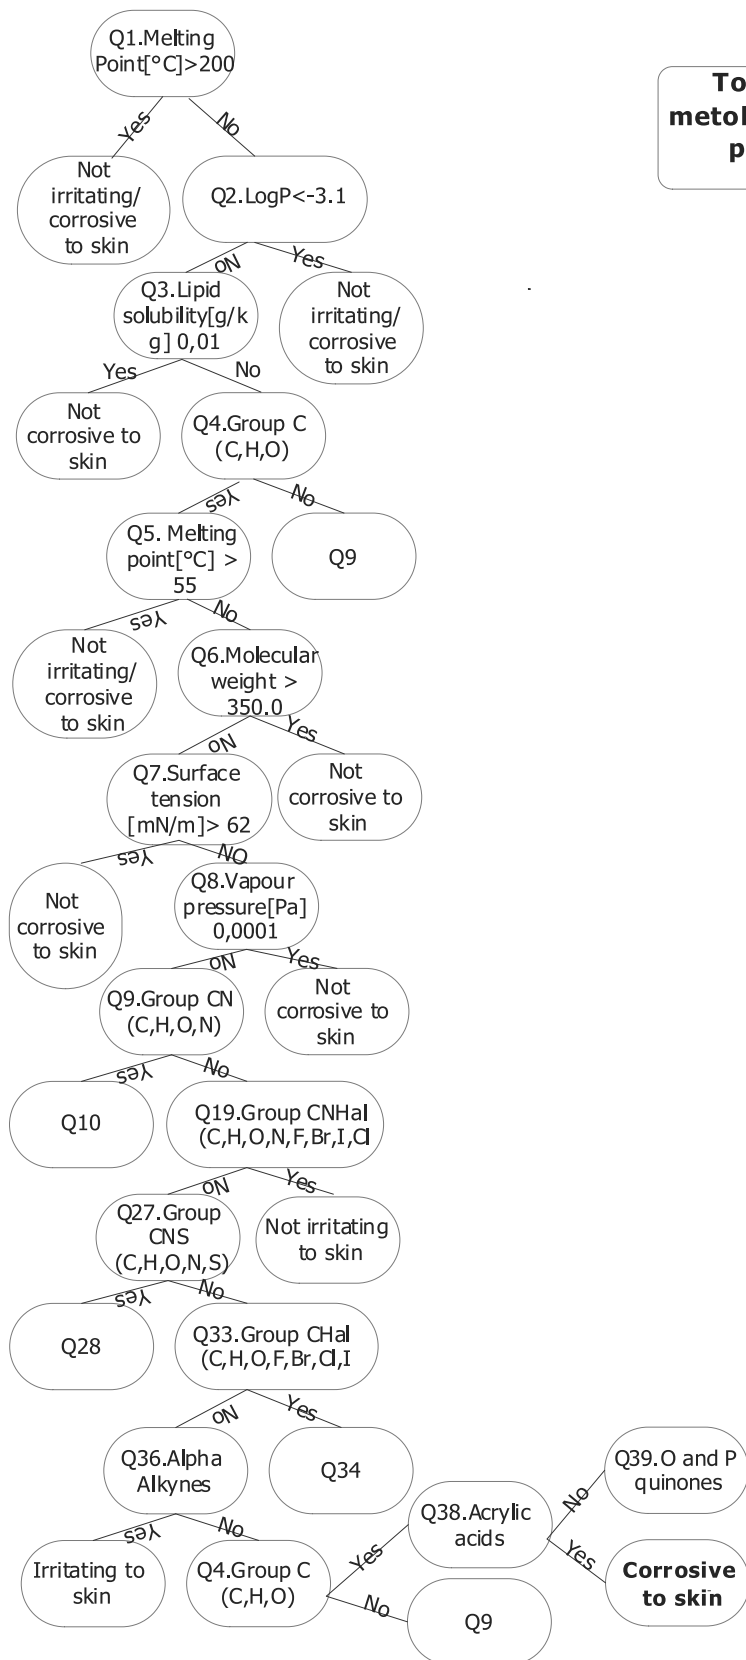 Q1.Melting
Point[°C]>200
To
metol
p
Yes
No
Not
irritating/
corrosive
to skin
Q2.LogP<-3.1
No
Yes
Q3.Lipid
solubility[g/k
g] 0,01
Not
irritating/
corrosive
to skin
Yes
No
Not
corrosive to
skin
Q4.Group C
(C,H,O)
Yes
No
Q5. Melting
point[°C] >
55
Q9
Yes
No
Not
irritating/
corrosive
to skin
Q6.Molecular
weight >
350.0
No
Yes
Q7.Surface
tension
[mN/m]> 62
Not
corrosive to
skin
Yes
NO
Not
corrosive
to skin
Q8.Vapour
pressure[Pa]
0,0001
No
Yes
Q9.Group CN
(C,H,O,N)
Not
corrosive to
skin
Yes
No
Q10
Q19.Group CNHal
(C,H,O,N,F,Br,I,Cl
No
Yes
Q27.Group
CNS
(C,H,O,N,S)
Not irritating
to skin
Yes
No
Q28
Q33.Group CHal
(C,H,O,F,Br,Cl,I
No
Yes
Q36.Alpha
Alkynes
Q34
Q39.O and P
quinones
Q38.Acrylic
acids
No
Yes
Yes
No
Irritating to
skin
Q4.Group C
(C,H,O)
Yes
No
Corrosive
to skin
Q9